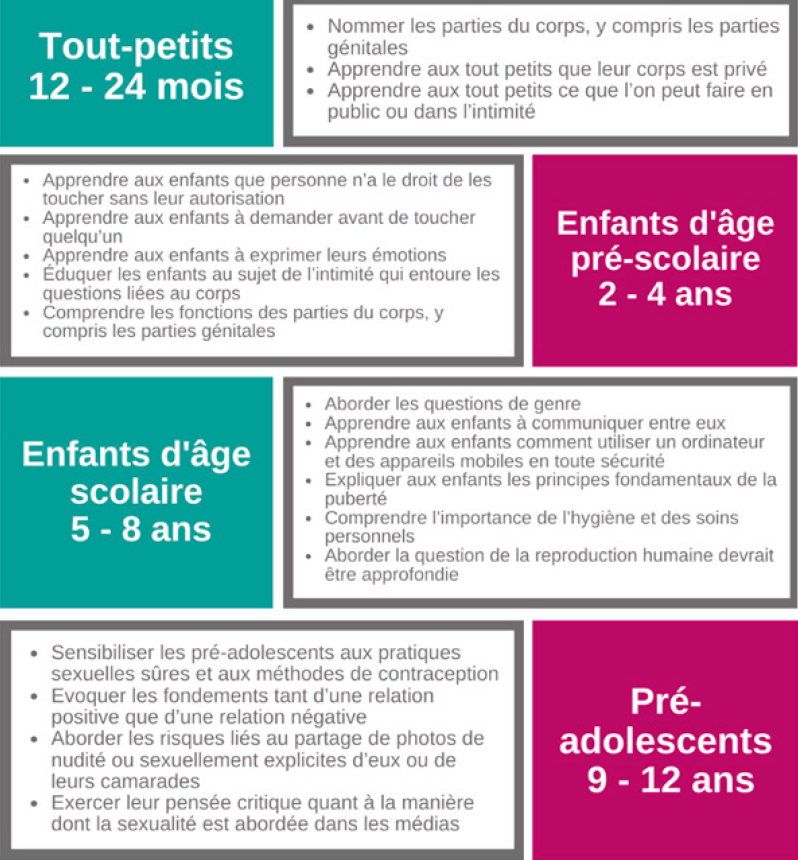 Tout-petits
12 - 24 mois
• Nommer les parties du corps, y compris les parties
génitales
• Apprendre aux tout petits que leur corps est privé
• Apprendre aux tout petits ce que l'on peut faire en
public ou dans l'intimité
• Apprendre aux enfants que personne n'a le droit de les
toucher sans leur autorisation
• Apprendre aux enfants à demander avant de toucher
quelqu'un
• Apprendre aux enfants à exprimer leurs émotions
• Éduquer les enfants au sujet de l'intimité qui entoure les
questions liées au corps
• Comprendre les fonctions des parties du corps, y
compris les parties génitales
Enfants d'âge
pré-scolaire
2 - 4 ans
Enfants d'âge
scolaire
5 - 8 ans
• Aborder les questions de genre
• Apprendre aux enfants à communiquer entre eux
• Apprendre aux enfants comment utiliser un ordinateur
et des appareils mobiles en toute sécurité
• Expliquer aux enfants les principes fondamentaux de la
puberté
• Comprendre l'importance de l'hygiène et des soins
personnels
• Aborder la question de la reproduction humaine devrait
être approfondie
• Sensibiliser les pré-adolescents aux pratiques
sexuelles sûres et aux méthodes de contraception
• Evoquer les fondements tant d'une relation
positive que d'une relation négative
• Aborder les risques liés au partage de photos de
nudité ou sexuellement explicites d'eux ou de
leurs camarades
• Exercer leur pensée critique quant à la manière
dont la sexualité est abordée dans les médias
Pré-
adolescents
9 - 12 ans